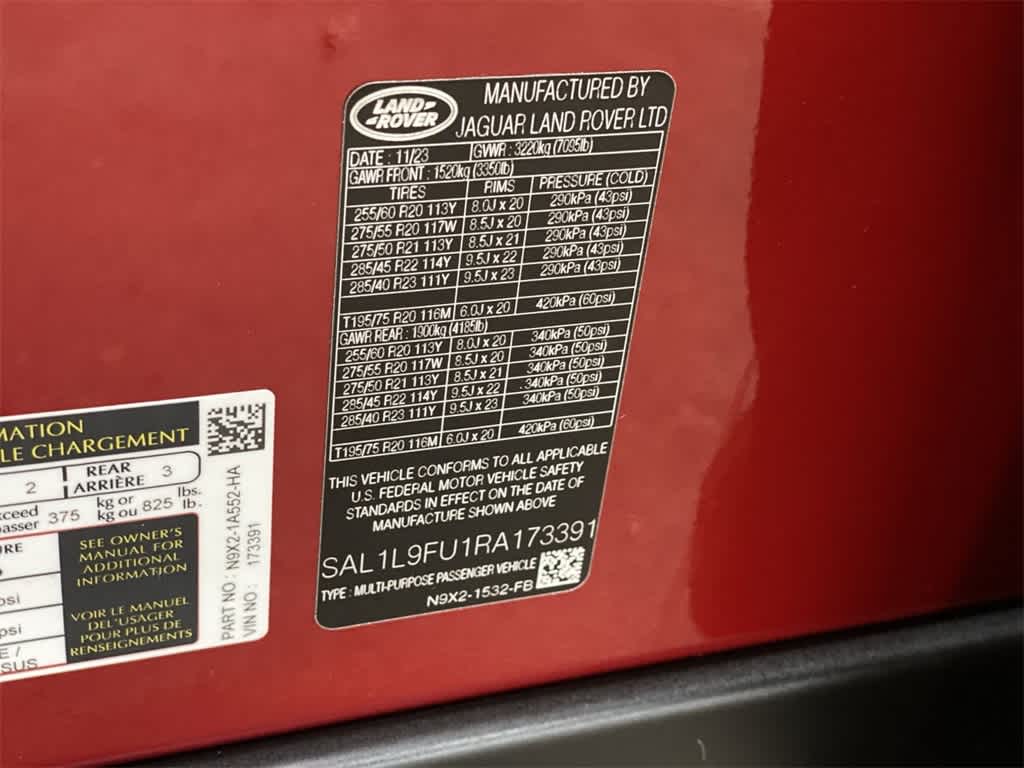 LAND-
-ROVER
MANUFACTURED BY
JAGUAR LAND ROVER LTD
DATE : 11/23 GVWR : 3220kg (7095lb)
GAWR FRONT : 1520kg (3350lb)
TIRES RIMS PRESSURE (COLD)
255/60 R20 113Y 8.0J x 20 290kPa (43psi)
275/55 R20 117W 8.5J x 20 290kPa (43psi)
275/50 R21 113Y 8.5J x 21 290kPa (43psi)
285/45 R22 114Y 9.5J x 22 290kPa (43psi)
285/40 R23 111Y 9.5J x 23 290kPa (43psi)
T195/75 R20 116M 6.0J x 20 420kPa (60psi)
GAWR REAR : 1900kg (4185lb)
255/60 R20 113Y 8.0J x 20 340kPa (50psi)
275/55 R20 117W 8.5J x 20 340kPa (50psi)
275/50 R21 113Y 8.5J x 21 340kPa (50psi)
285/45 R22 114Y 9.5J x 22 340kPa (50psi)
285/40 R23 111Y 9.5J x 23 340kPa (50psi)
T195/75 R20 116M 6.0J x 20 420kPa (60psi)
THIS VEHICLE CONFORMS TO ALL APPLICABLE
U.S. FEDERAL MOTOR VEHICLE SAFETY
STANDARDS IN EFFECT ON THE DATE OF
MANUFACTURE SHOWN ABOVE
SAL1L9FU1RA173391
TYPE : MULTI-PURPOSE PASSENGER VEHICLE
N9X2-1532-FB
MATION
LE CHARGEMENT
2 REAR 3
ARRIÈRE
xceed 375 kg or 825 lbs.
passer kg ou lb.
RE
SEE OWNER'S
MANUAL FOR
ADDITIONAL
INFORMATION
psi
psi
VOIR LE MANUEL
DEL'USAGER
POUR PLUS DE
RENSEIGNEMENTS
E /
SUS
PART NO : N9X2-1A552-HA
VIN NO : 173391